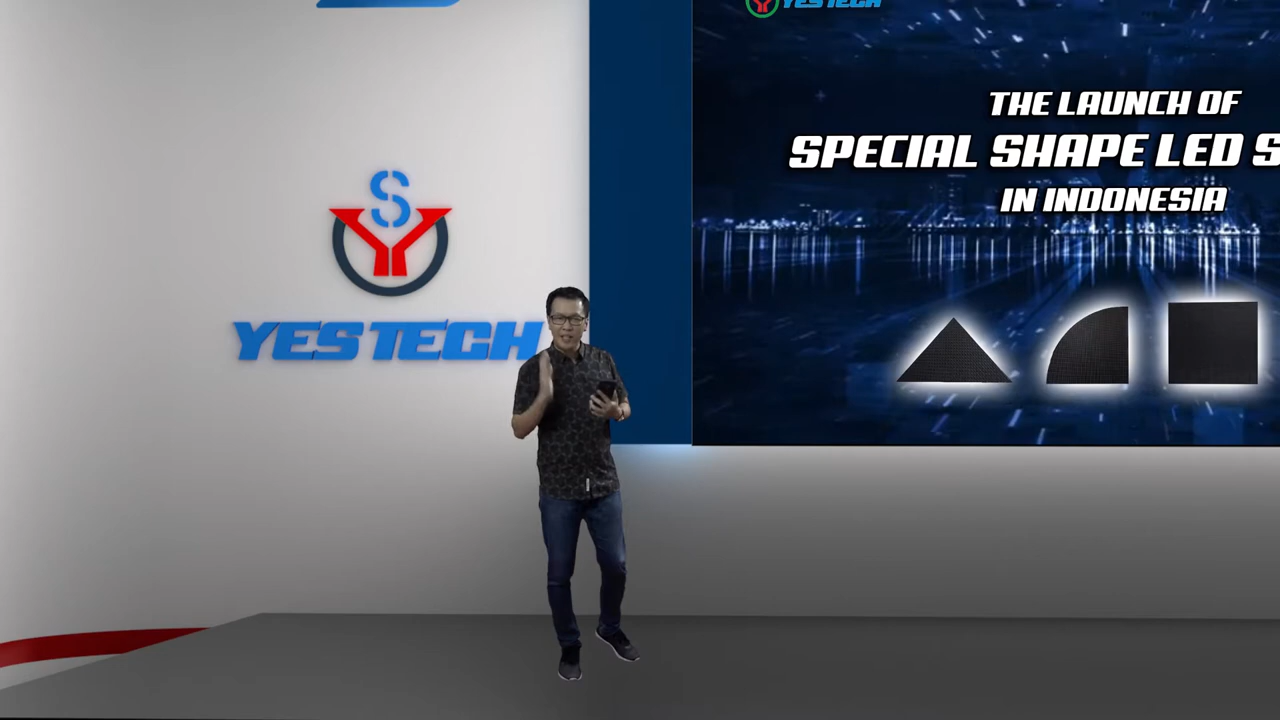 S
YES TECH
YES TECH
THE LAUNCH OF
SPECIAL SHAPE LED S
IN INDONESIA